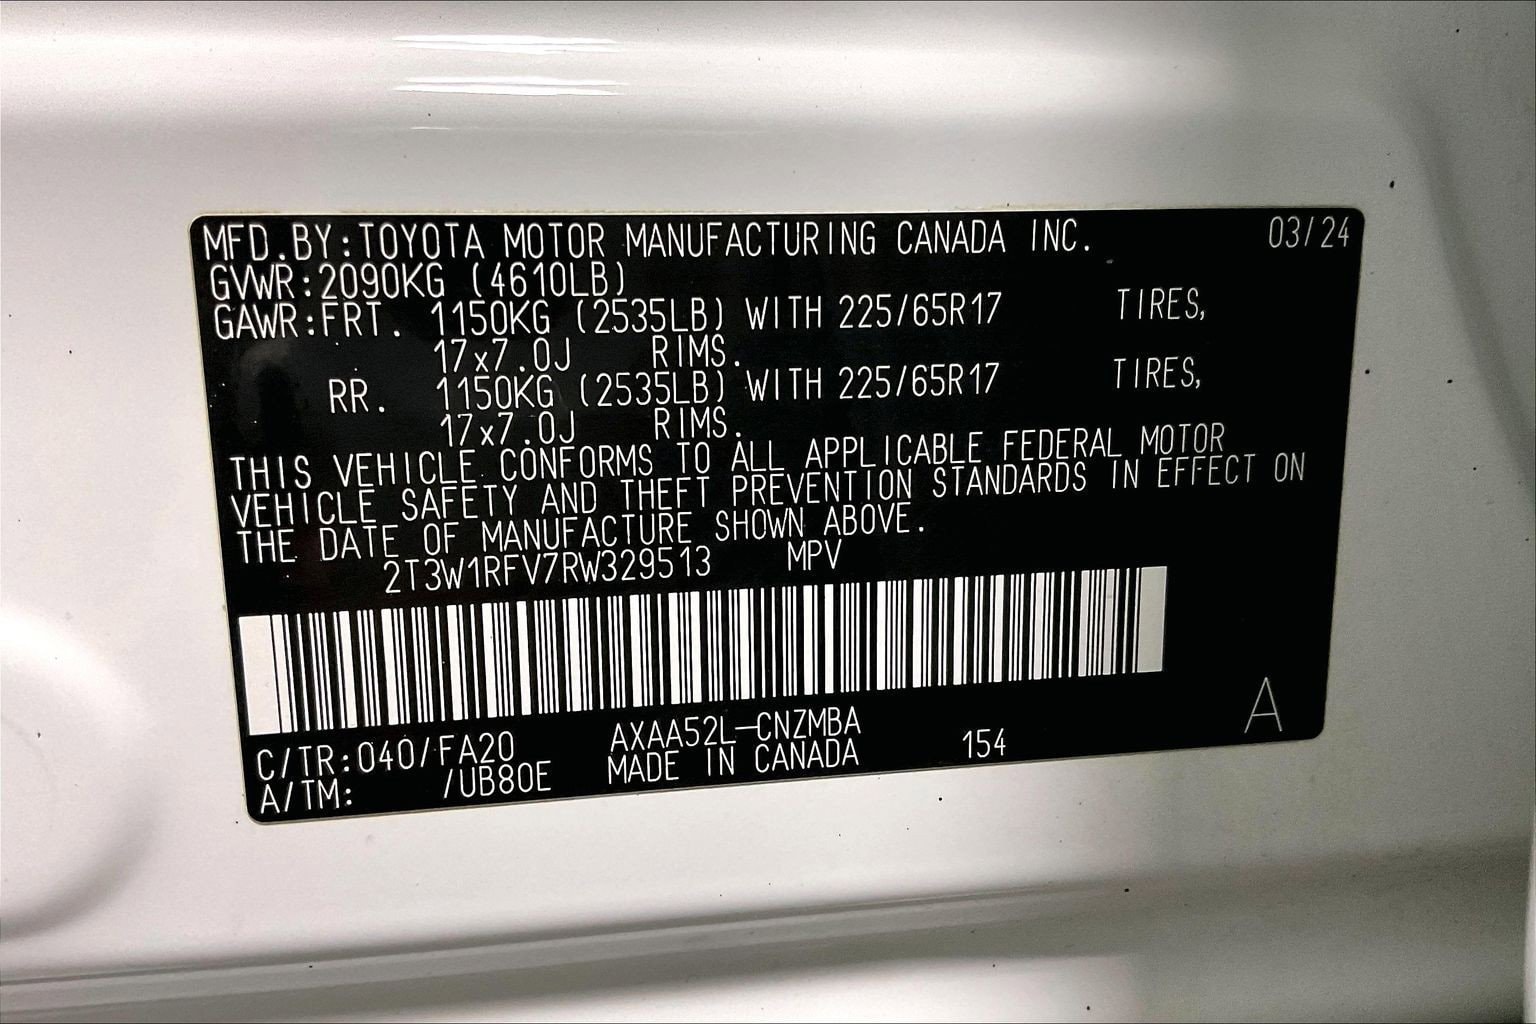 MFD.BY:TOYOTA MOTOR MANUFACTURING CANADA INC. 03/24
GVWR:2090KG (4610LB)
GAWR:FRT. 1150KG (2535LB) WITH 225/65R17 TIRES,
17x7.0J RIMS.
RR. 1150KG (2535LB) WITH 225/65R17 TIRES,
17x7.0J RIMS.
THIS VEHICLE CONFORMS TO ALL APPLICABLE FEDERAL MOTOR
VEHICLE SAFETY AND THEFT PREVENTION STANDARDS IN EFFECT ON
THE DATE OF MANUFACTURE SHOWN ABOVE.
2T3W1RFV7RW329513 MPV
C/TR:040/FA20 AXAA52L-CNZMBA A
A/TM: /UB80E MADE IN CANADA 154